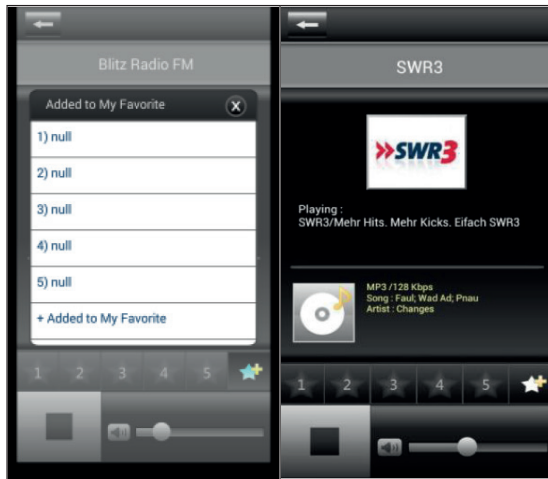 Blitz Radio FM
Added to My Favorite
X
1) null
2) null
3) null
4) null
5) null
+ Added to My Favorite
1 2 3 4 5
SWR3
SWR3
Playing :
SWR3/Mehr Hits. Mehr Kicks. Eifach SWR3
MP3 /128 Kbps
Song : Faul; Wad Ad; Pnau
Artist : Changes
1 2 3 4 5